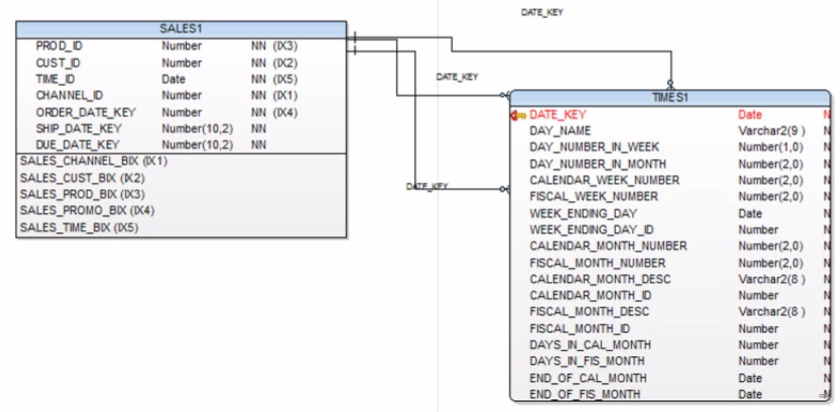 DATE_KEY
SALES1
PROD_ID Number NN (IX3)
CUST_ID Number NN (IX2)
TIME_ID Date NN (IX5)
CHANNEL_ID Number NN (IX1)
ORDER_DATE_KEY Number NN (IX4)
SHIP_DATE_KEY Number(10,2) NN
DUE_DATE_KEY Number(10,2) NN
SALES_CHANNEL_BIX (IX1)
SALES_CUST_BIX (IX2)
SALES_PROD_BIX (IX3)
SALES_PROMO_BIX (IX4)
SALES_TIME_BIX (IX5)
DATE_KEY
DATE_KEY
TIMES1
DATE_KEY Date N
DAY_NAME Varchar2(9 ) N
DAY_NUMBER_IN_WEEK Number(1,0) N
DAY_NUMBER_IN_MONTH Number(2,0) N
CALENDAR_WEEK_NUMBER Number(2,0) N
FISCAL_WEEK_NUMBER Number(2,0) N
WEEK_ENDING_DAY Date N
WEEK_ENDING_DAY_ID Number N
CALENDAR_MONTH_NUMBER Number(2,0) N
FISCAL_MONTH_NUMBER Number(2,0) N
CALENDAR_MONTH_DESC Varchar2(8 ) N
CALENDAR_MONTH_ID Number N
FISCAL_MONTH_DESC Varchar2(8 ) N
FISCAL_MONTH_ID Number N
DAYS_IN_CAL_MONTH Number N
DAYS_IN_FIS_MONTH Number N
END_OF_CAL_MONTH Date N
END_OF_FIS_MONTH Date N